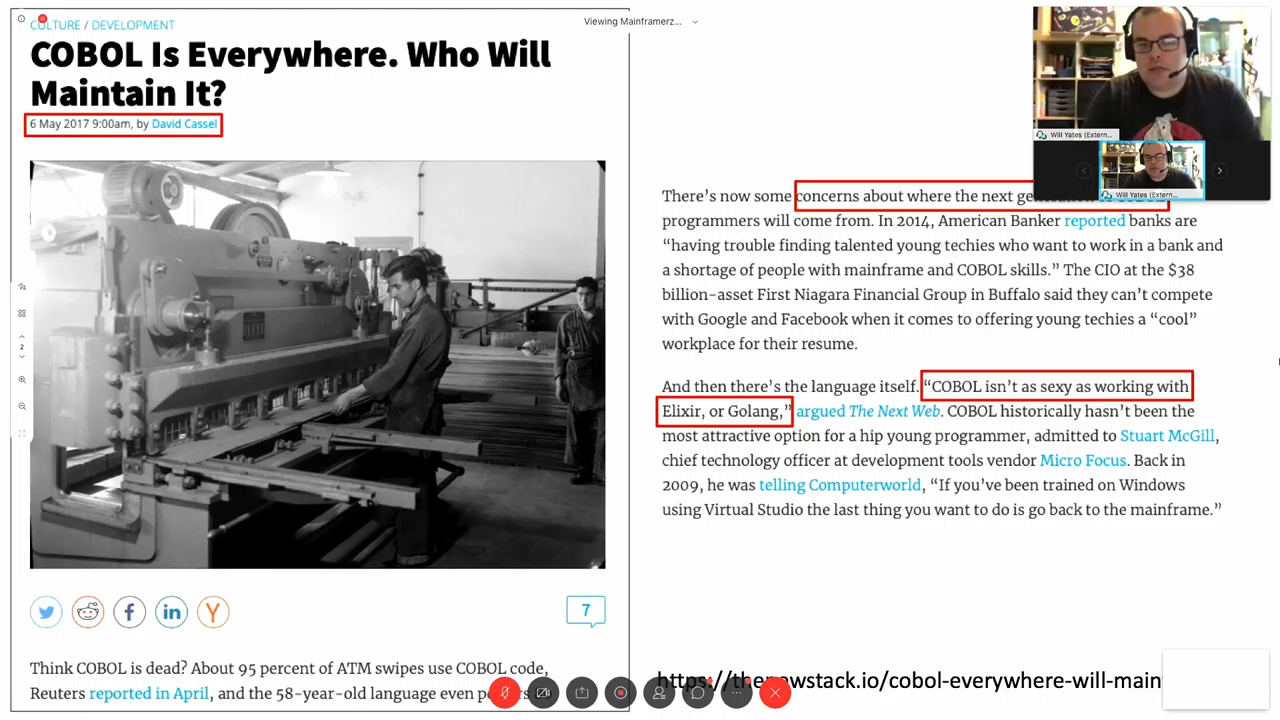 Viewing Mainframerz...
CULTURE / DEVELOPMENT
COBOL Is Everywhere. Who Will
Maintain It?
6 May 2017 9:00am, by David Cassel
7
Think COBOL is dead? About 95 percent of ATM swipes use COBOL code,
Reuters reported in April, and the 58-year-old language even
2
There's now some concerns about where the next
programmers will come from. In 2014, American Banker reported banks are
“having trouble finding talented young techies who want to work in a bank and
a shortage of people with mainframe and COBOL skills.” The CIO at the $38
billion-asset First Niagara Financial Group in Buffalo said they can't compete
with Google and Facebook when it comes to offering young techies a “cool”
workplace for their resume.
And then there's the language itself. “COBOL isn't as sexy as working with
Elixir, or Golang,” argued The Next Web. COBOL historically hasn't been the
most attractive option for a hip young programmer, admitted to Stuart McGill,
chief technology officer at development tools vendor Micro Focus. Back in
2009, he was telling Computerworld, “If you've been trained on Windows
using Virtual Studio the last thing you want to do is go back to the mainframe.”
https://thenewstack.io/cobol-everywhere-will-main
Will Yates (Extern...
Will Yates (Extern...